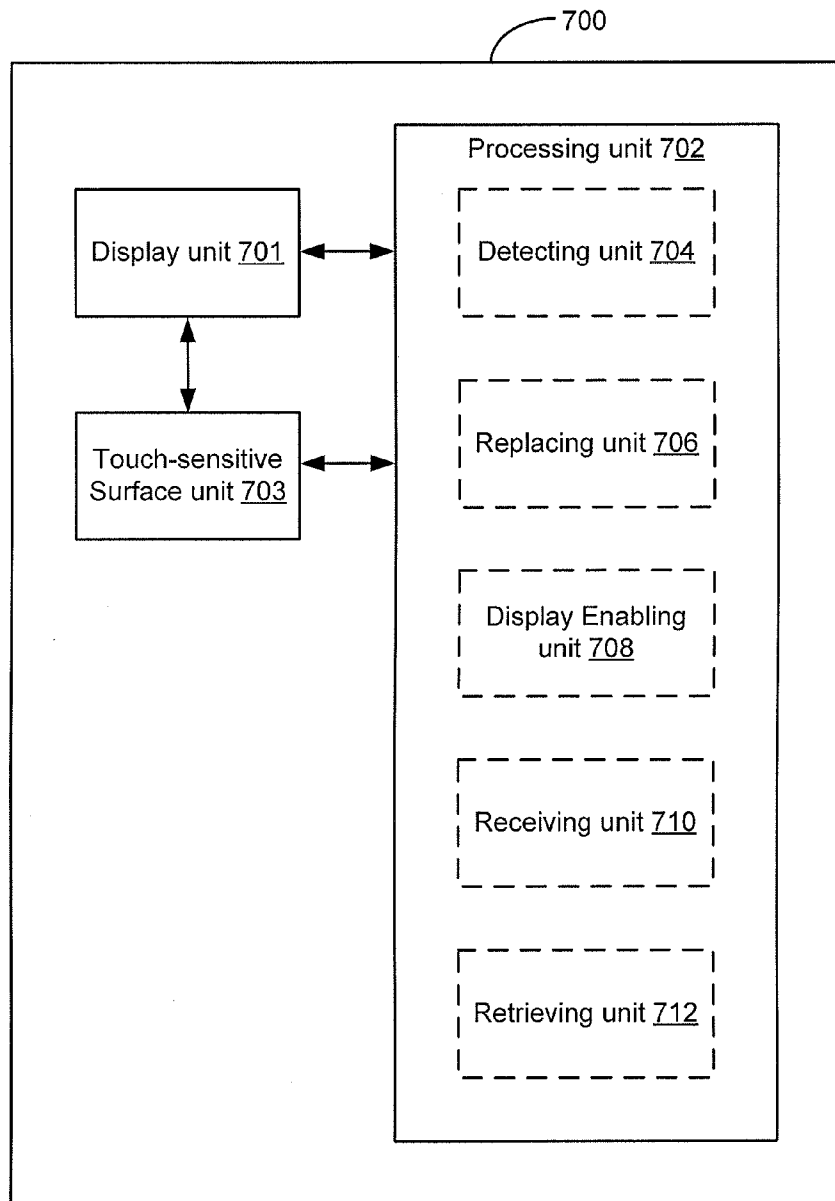 700
Processing unit 702
Display unit 701
Detecting unit 704
Touch-sensitive
Surface unit 703
Replacing unit 706
Display Enabling
unit 708
Receiving unit 710
Retrieving unit 712